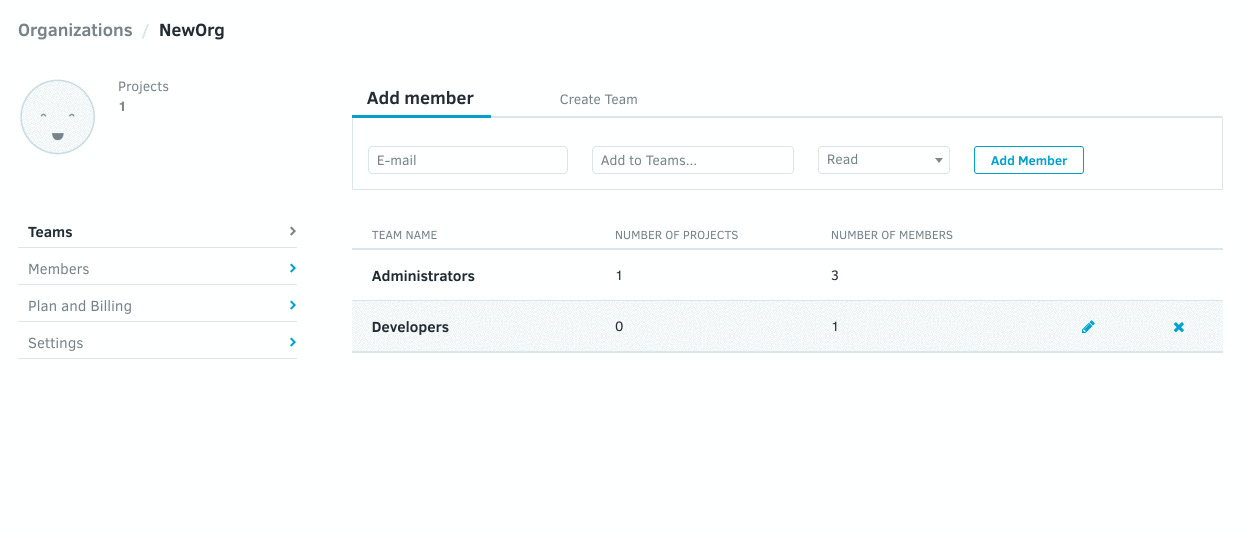 Organizations / NewOrg
Projects
1
Add member Create Team
E-mail Add to Teams... Read Add Member
Teams
Members
Plan and Billing
Settings
TEAM NAME NUMBER OF PROJECTS NUMBER OF MEMBERS
Administrators 1 3
Developers 0 1